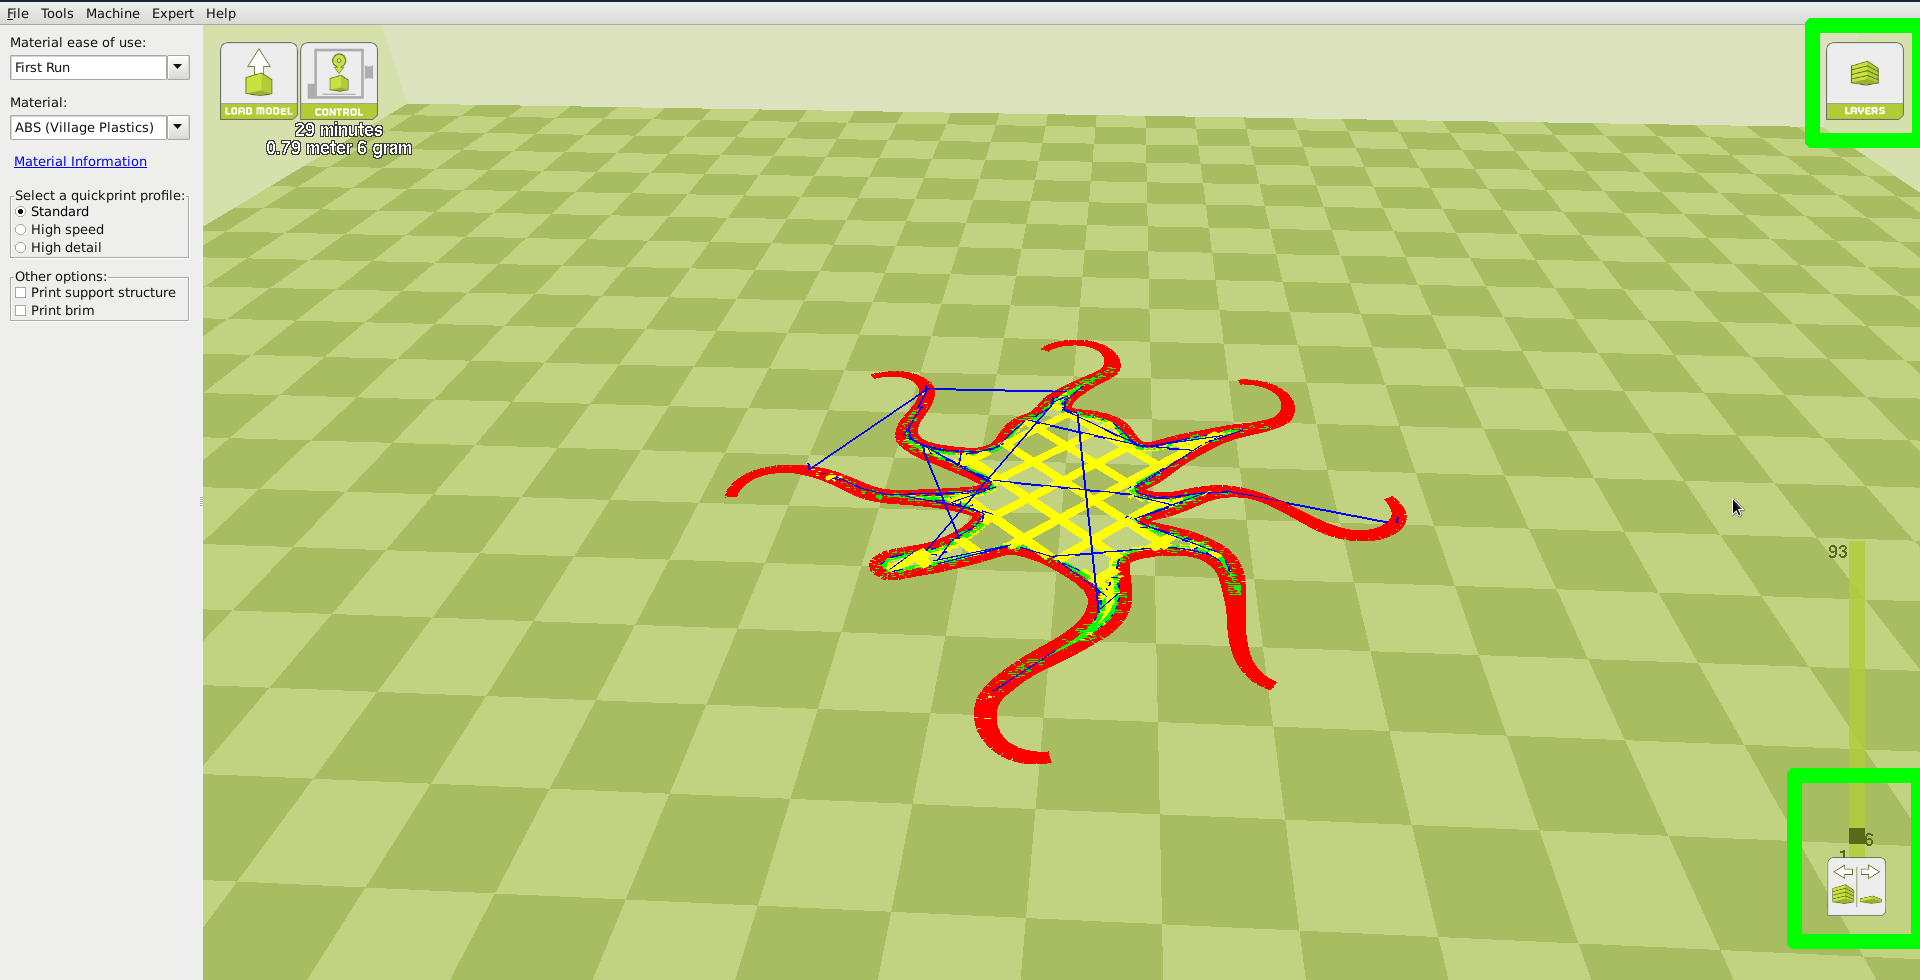 File Tools Machine Expert Help
Material ease of use:
First Run
Material:
ABS (Village Plastics)
Material Information
Select a quickprint profile:
Standard
High speed
High detail
Other options:
Print support structure
Print brim
LOAD MODEL
CONTROL
29 minutes
0.79 meter 6 gram
LAYERS
93
6
1